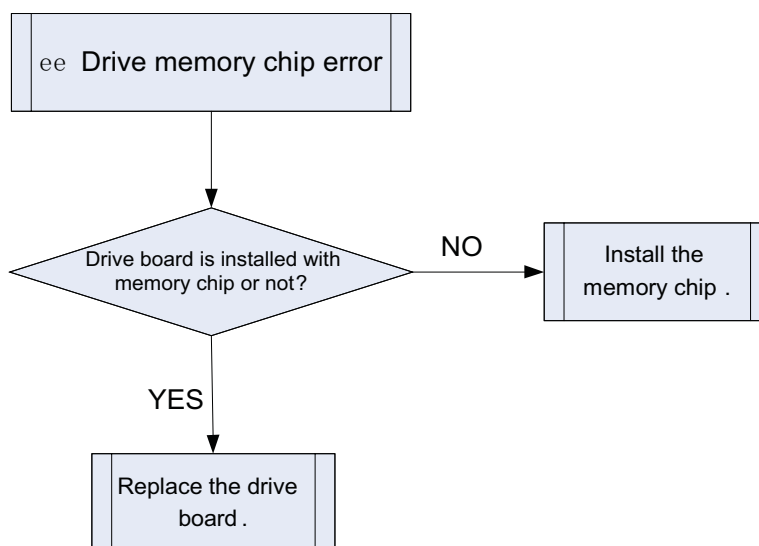 ee Drive memory chip error
Drive board is installed with
memory chip or not?
NO
Install the
memory chip .
YES
Replace the drive
board .